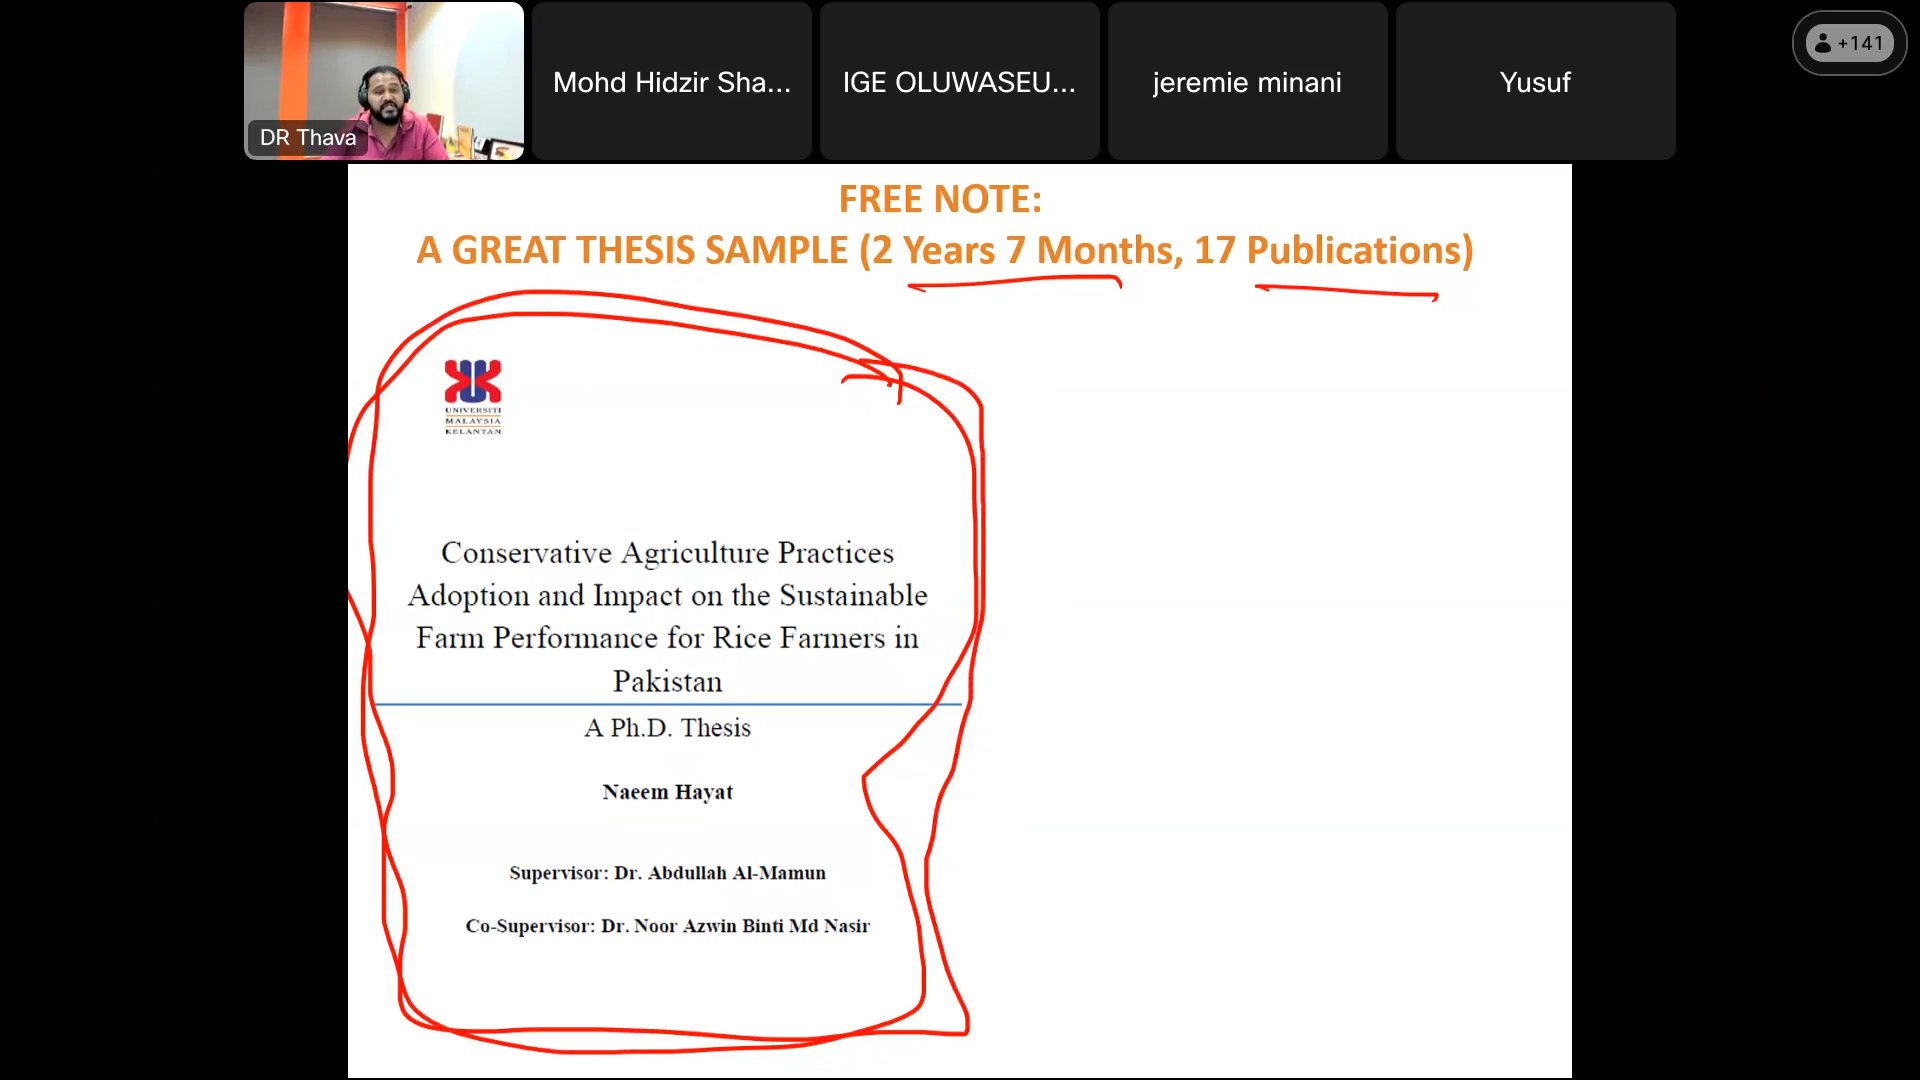 DR Thava
Mohd Hidzir Sha...
IGE OLUWASEU...
jeremie minani
Yusuf
+141
FREE NOTE:
A GREAT THESIS SAMPLE (2 Years 7 Months, 17 Publications)
UNIVERSITI
MALAYSIA
KELANTAN
Conservative Agriculture Practices
Adoption and Impact on the Sustainable
Farm Performance for Rice Farmers in
Pakistan
A Ph.D. Thesis
Naeem Hayat
Supervisor: Dr. Abdullah Al-Mamun
Co-Supervisor: Dr. Noor Azwin Binti Md Nasir